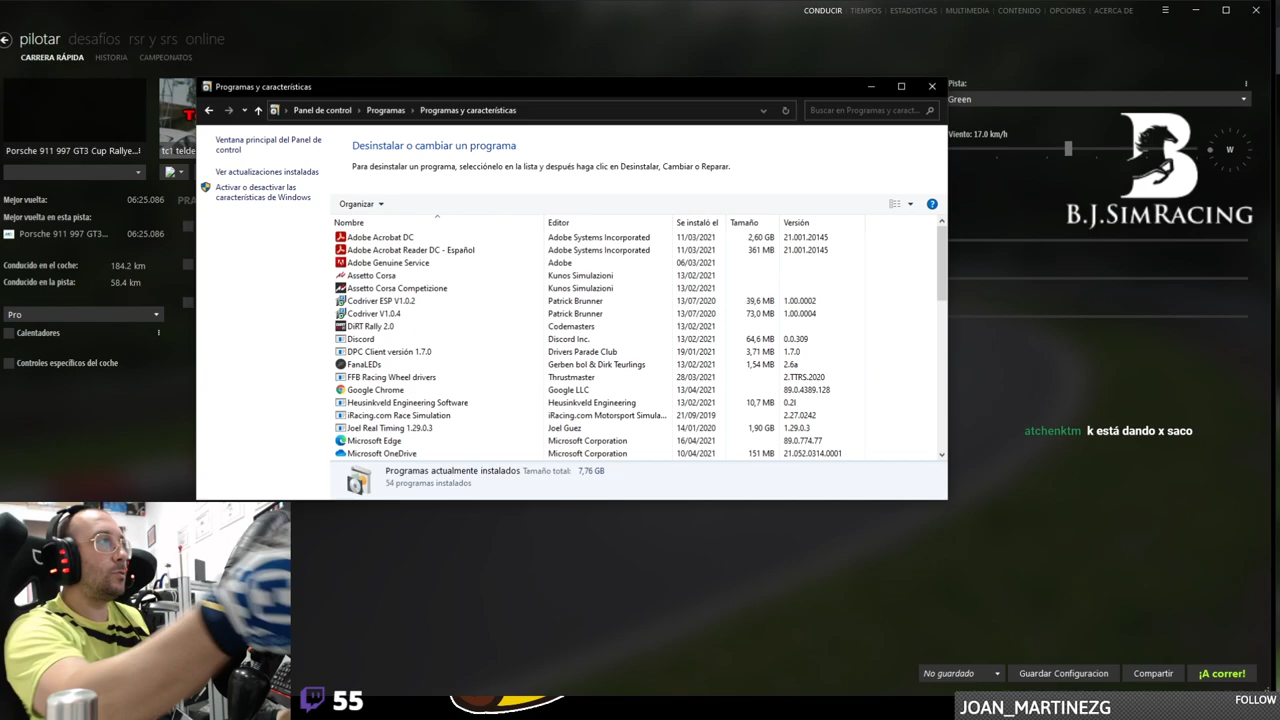 CONDUCIR TIEMPOS ESTADISTICAS MULTIMEDIA CONTENIDO OPCIONES ACERCA DE
pilotar desafíos rsr y srs online
CARRERA RÁPIDA HISTORIA CAMPEONATOS
Programas y características
Pista:
Green
Panel de control Programas Programas y características
Buscar en Programas y caract...
Viento: 17.0 km/h
W
B.J.SIMRACING
Porsche 911 997 GT3 Cup Rallye...
tc1 telde
Mejor vuelta: 06:25.086
Mejor vuelta en esta pista:
Porsche 911 997 GT3... 06:25.086
Conducido en el coche: 184.2 km
Conducido en la pista: 58.4 km
Pro
Calentadores
Controles específicos del coche
Ventana principal del Panel de control
Ver actualizaciones instaladas
Activar o desactivar las características de Windows
Desinstalar o cambiar un programa
Para desinstalar un programa, selecciónelo en la lista y después haga clic en Desinstalar, Cambiar o Reparar.
Organizar
Nombre Editor Se instaló el Tamaño Versión
Adobe Acrobat DC Adobe Systems Incorporated 11/03/2021 2,60 GB 21.001.20145
Adobe Acrobat Reader DC - Español Adobe Systems Incorporated 11/03/2021 361 MB 21.001.20145
Adobe Genuine Service Adobe 06/03/2021
Assetto Corsa Kunos Simulazioni 13/02/2021
Assetto Corsa Competizione Kunos Simulazioni 13/02/2021
Codriver ESP V1.0.2 Patrick Brunner 13/07/2020 39,6 MB 1.00.0002
Codriver V1.0.4 Patrick Brunner 13/07/2020 73,0 MB 1.00.0004
DiRT Rally 2.0 Codemasters 13/02/2021
Discord Discord Inc. 13/02/2021 64,6 MB 0.0.309
DPC Client versión 1.7.0 Drivers Parade Club 19/01/2021 3,71 MB 1.7.0
FanaLEDs Gerben bol & Dirk Teurlings 13/02/2021 1,54 MB 2.6a
FFB Racing Wheel drivers Thrustmaster 28/03/2021 2.TTRS.2020
Google Chrome Google LLC 13/04/2021 89.0.4389.128
Heusinkveld Engineering Software Heusinkveld Engineering 13/02/2021 10,7 MB 0.2l
iRacing.com Race Simulation iRacing.com Motorsport Simula... 21/09/2019 2.27.0242
Joel Real Timing 1.29.0.3 Joel Guez 14/01/2020 1,90 GB 1.29.0.3
Microsoft Edge Microsoft Corporation 16/04/2021 89.0.774.77
Microsoft OneDrive Microsoft Corporation 10/04/2021 151 MB 21.052.0314.0001
Programas actualmente instalados Tamaño total: 7,76 GB
54 programas instalados
atchenktm k está dando x saco
No guardado Guardar Configuracion Compartir ¡A correr!
55
JOAN_MARTINEZG
FOLLOW